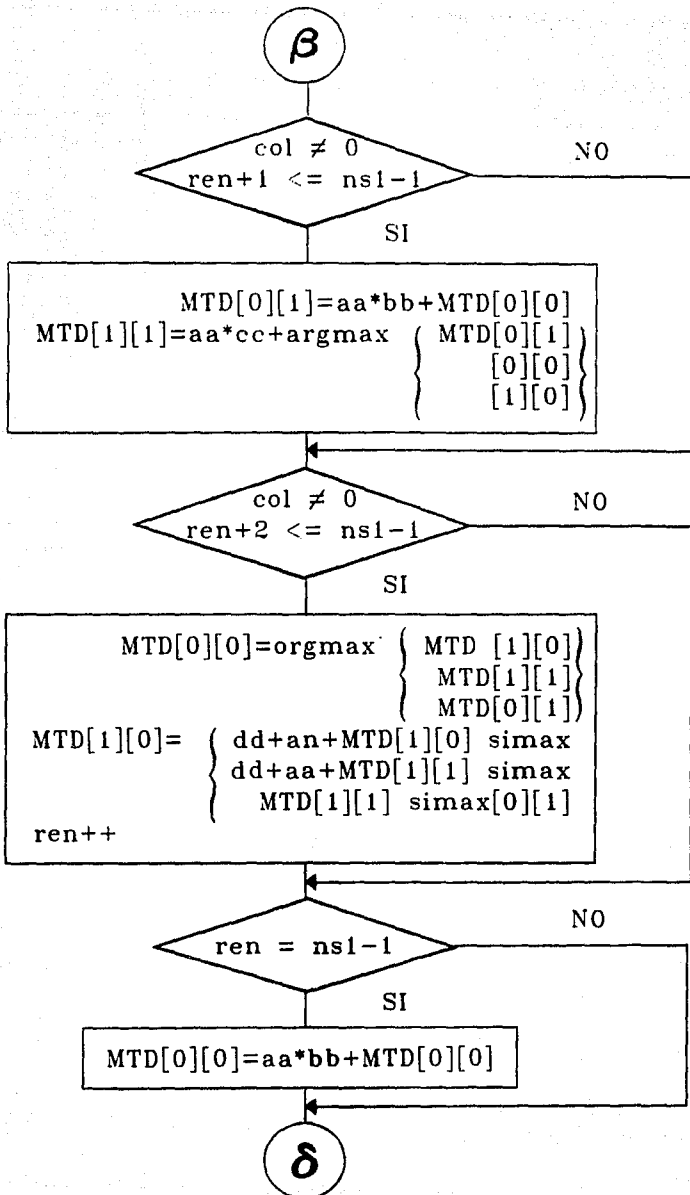 β
col ≠ 0
NO
ren+1 <= ns1-1
SI
MTD[0][1]=aa*bb+MTD[0][0]
MTD[1][1]=aa*cc+argmax { MTD[0][1]
[0][0]
[1][0] }
col ≠ 0
NO
ren+2 <= ns1-1
SI
MTD[0][0]=orgmax { MTD [1][0]
MTD[1][1]
MTD[0][1] }
MTD[1][0]= { dd+an+MTD[1][0] simax
dd+aa+MTD[1][1] simax
MTD[1][1] simax[0][1]
ren++
NO
ren = ns1-1
SI
MTD[0][0]=aa*bb+MTD[0][0]
δ